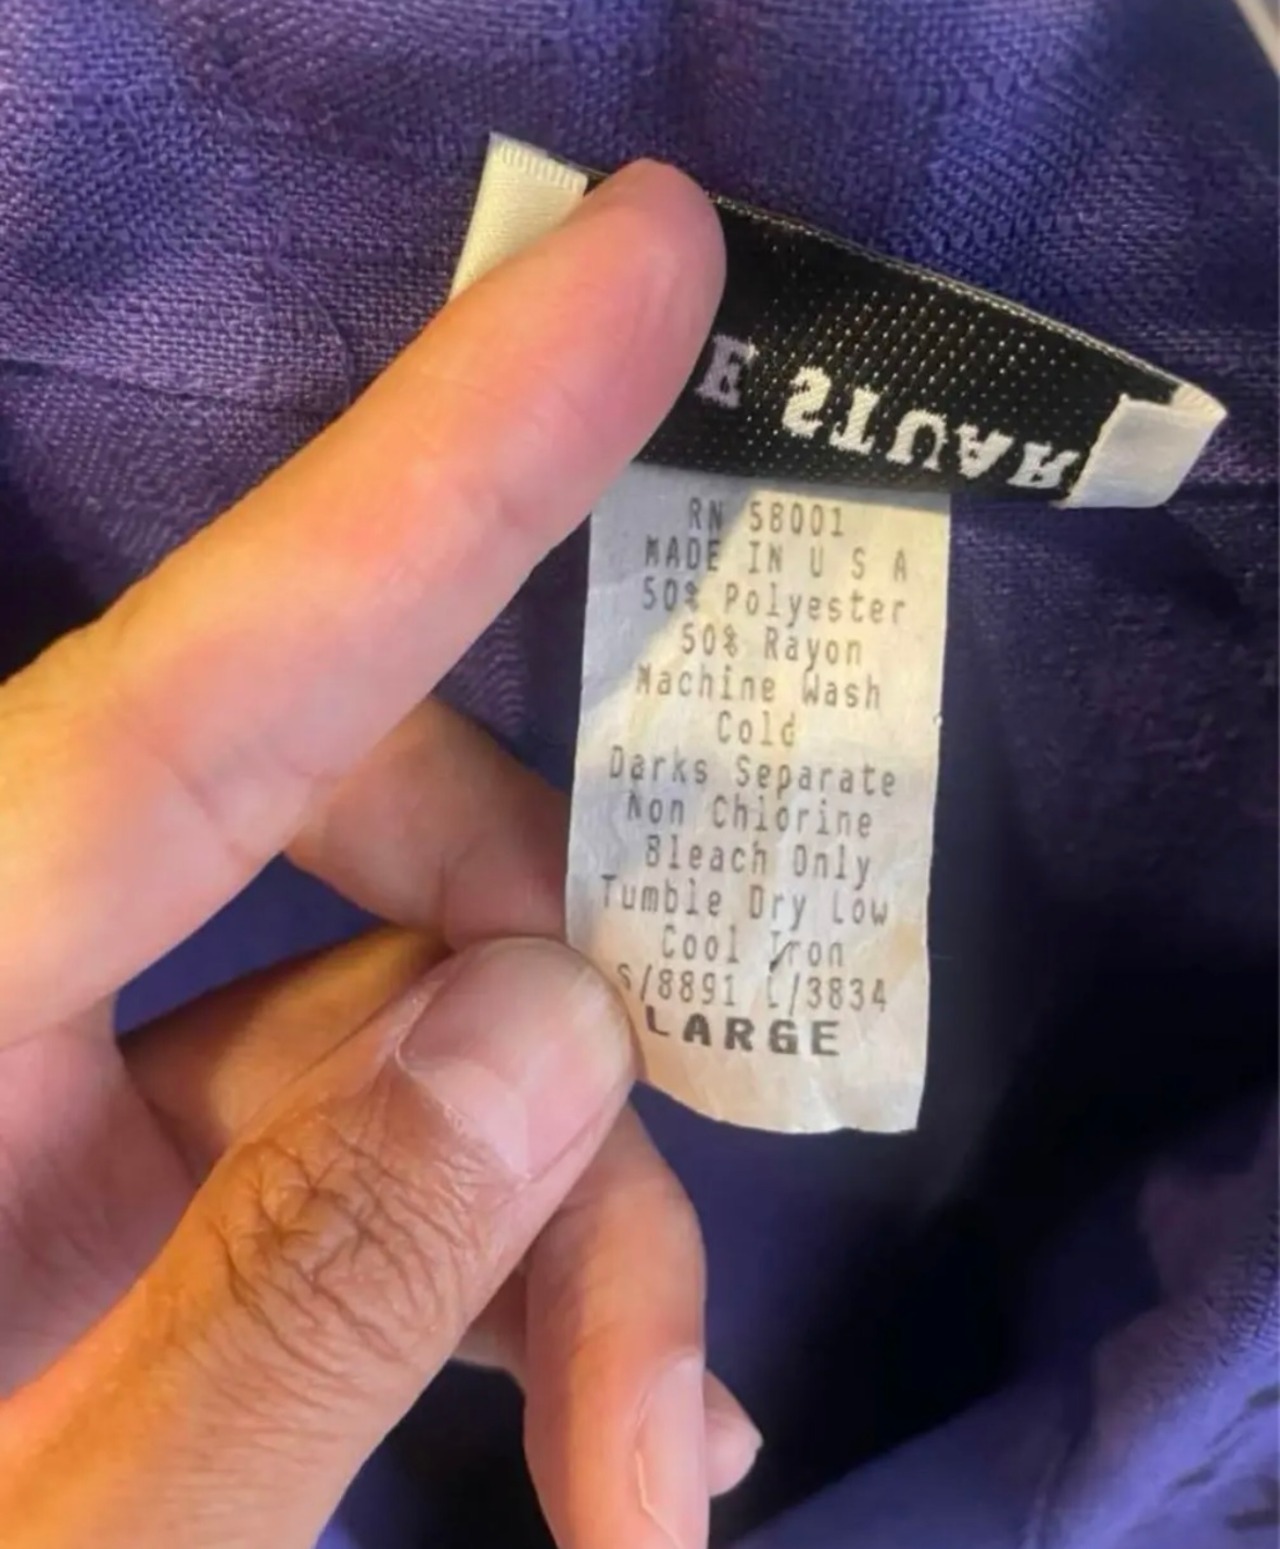 E STUAR
RN 58001
MADE IN U S A
50% Polyester
50% Rayon
Machine Wash
Cold
Darks Separate
Non Chlorine
Bleach Only
Tumble Dry Low
Cool Iron
S/8891 L/3834
LARGE